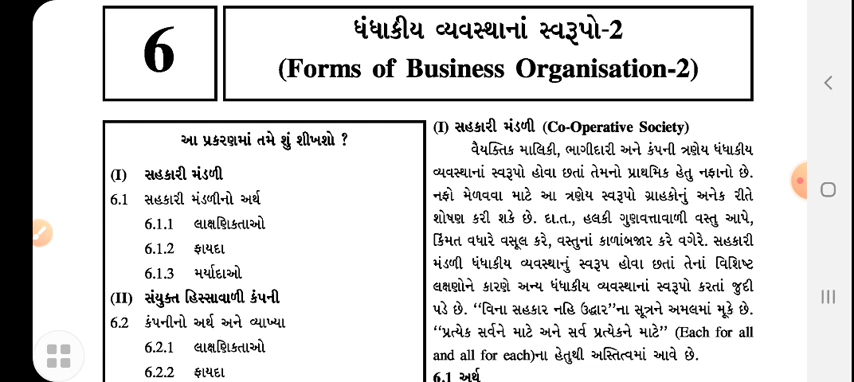 6
ધંધાકીય વ્યવસ્થાનાં સ્વરૂપો-2
(Forms of Business Organisation-2)
આ પ્રકરણમાં તમે શું શીખશો ?
(I) સહકારી મંડળી
6.1 સહકારી મંડળીનો અર્થ
6.1.1 લાક્ષણિકતાઓ
6.1.2 ફાયદા
6.1.3 મર્યાદાઓ
(II) સંયુક્ત હિસ્સાવાળી કંપની
6.2 કંપનીનો અર્થ અને વ્યાખ્યા
6.2.1 લાક્ષણિકતાઓ
6.2.2 ફાયદા
(I) સહકારી મંડળી (Co-Operative Society)
વૈયક્તિક માલિકી, ભાગીદારી અને કંપની ત્રણેય ધંધાકીય
વ્યવસ્થાનાં સ્વરૂપો હોવા છતાં તેમનો પ્રાથમિક હેતુ નફાનો છે.
નફો મેળવવા માટે આ ત્રણેય સ્વરૂપો ગ્રાહકોનું અનેક રીતે
શોષણ કરી શકે છે. દા.ત., હલકી ગુણવત્તાવાળી વસ્તુ આપે,
કિંમત વધારે વસૂલ કરે, વસ્તુનાં કાળાંબજાર કરે વગેરે. સહકારી
મંડળી ધંધાકીય વ્યવસ્થાનું સ્વરૂપ હોવા છતાં તેનાં વિશિષ્ટ
લક્ષણોને કારણે અન્ય ધંધાકીય વ્યવસ્થાનાં સ્વરૂપો કરતાં જુદી
પડે છે. “વિના સહકાર નહિ ઉદ્ધાર”ના સૂત્રને અમલમાં મૂકે છે.
“પ્રત્યેક સર્વને માટે અને સર્વ પ્રત્યેકને માટે” (Each for all
and all for each)ના હેતુથી અસ્તિત્વમાં આવે છે.
6.1 અર્થ